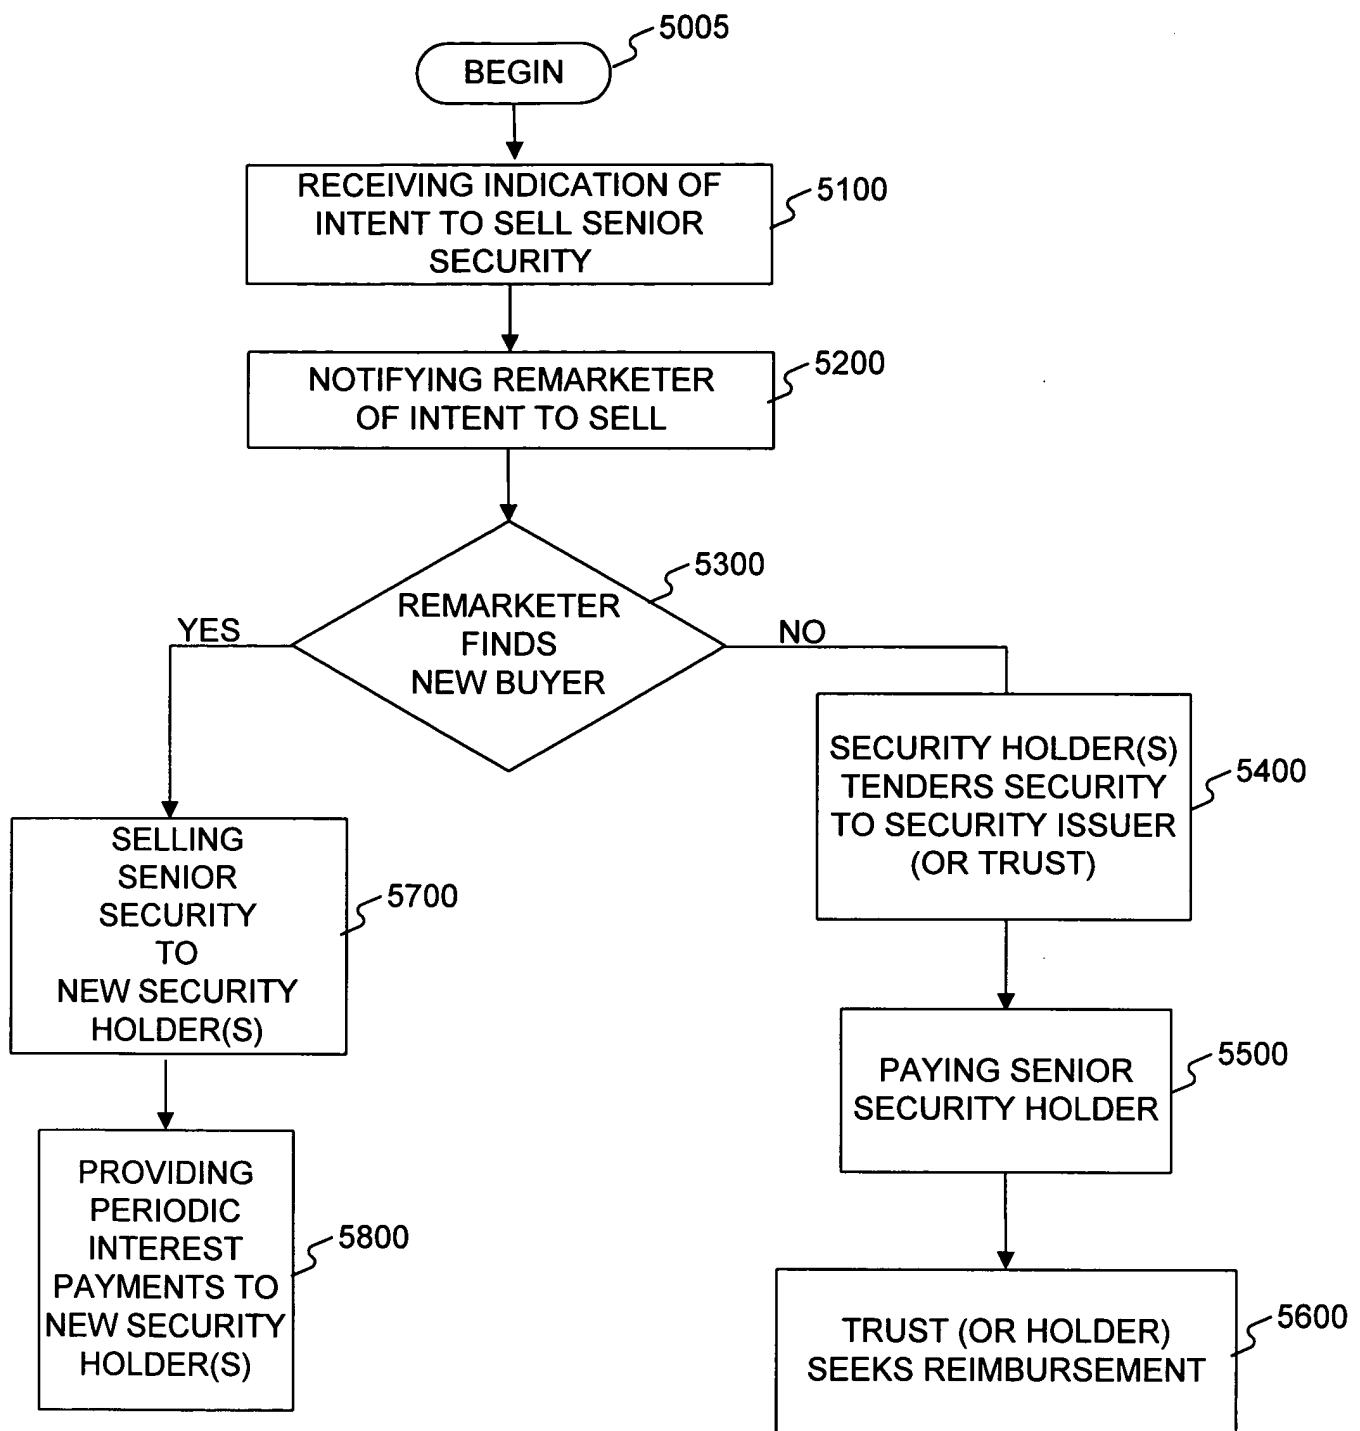 5005
BEGIN
RECEIVING INDICATION OF
INTENT TO SELL SENIOR
SECURITY
5100
NOTIFYING REMARKETER
OF INTENT TO SELL
5200
5300
REMARKETER
FINDS
NEW BUYER
YES
NO
SECURITY HOLDER(S)
TENDERS SECURITY
TO SECURITY ISSUER
(OR TRUST)
5400
SELLING
SENIOR
SECURITY
TO
NEW SECURITY
HOLDER(S)
5700
PAYING SENIOR
SECURITY HOLDER
5500
PROVIDING
PERIODIC
INTEREST
PAYMENTS TO
NEW SECURITY
HOLDER(S)
5800
TRUST (OR HOLDER)
SEEKS REIMBURSEMENT
5600